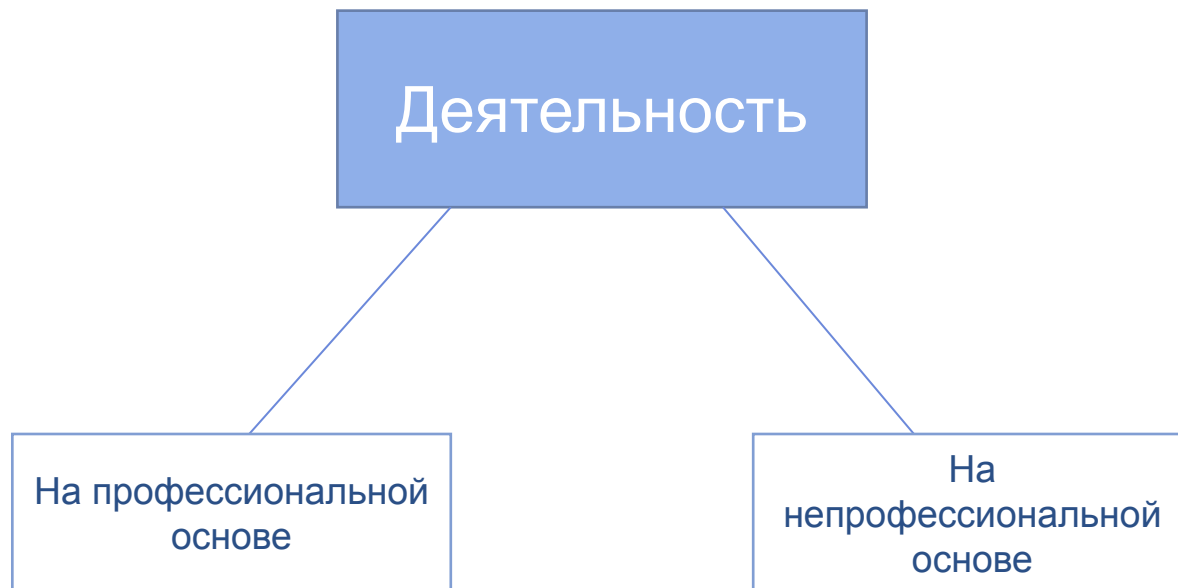 Деятельность
На профессиональной
основе
На
непрофессиональной
основе